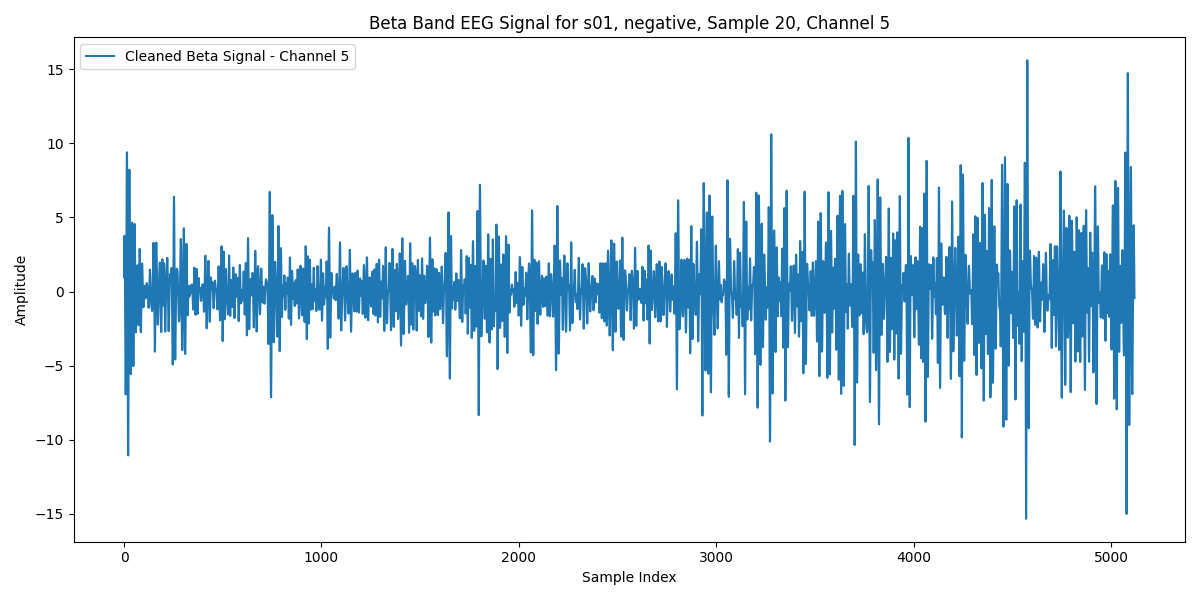 Beta Band EEG Signal for s01, negative, Sample 20, Channel 5
Cleaned Beta Signal - Channel 5
15
10
5
0
−5
−10
−15
Amplitude
0 1000 2000 3000 4000 5000
Sample Index